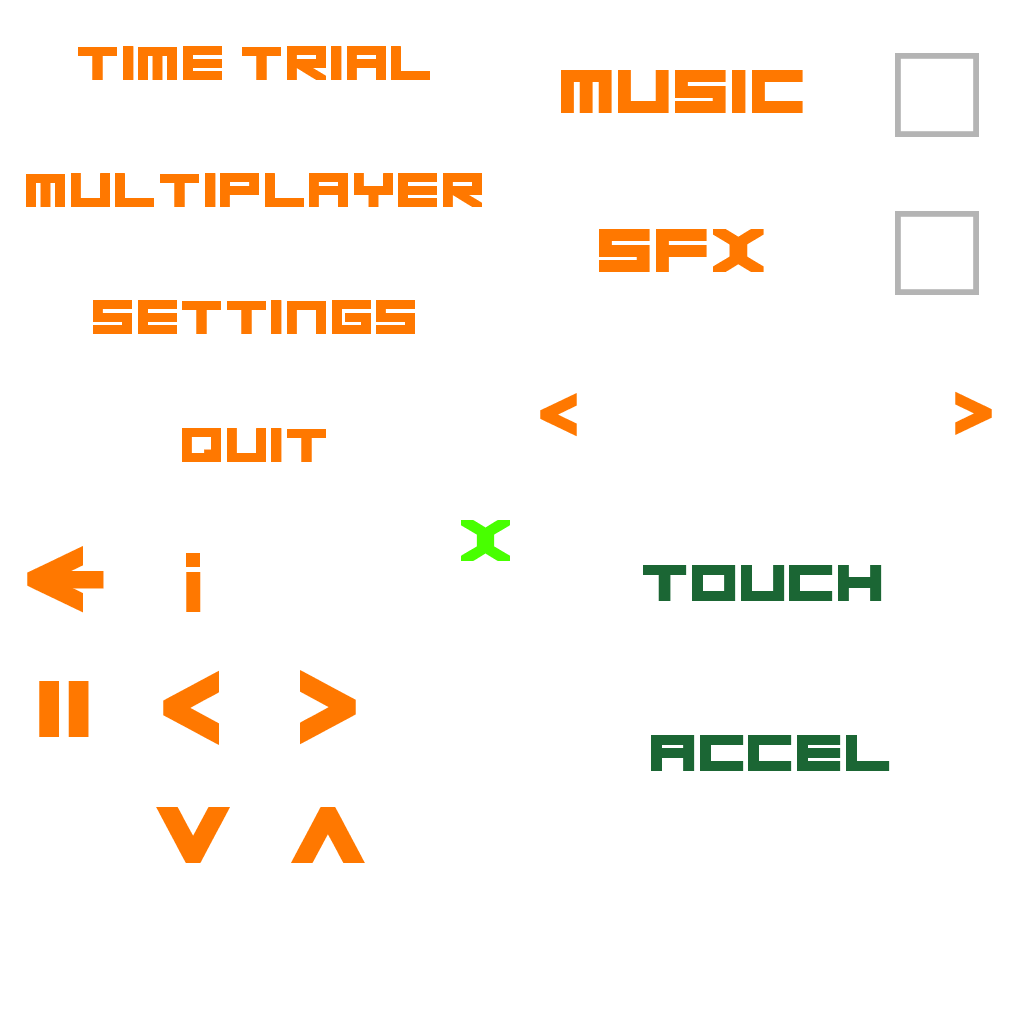 TIME TRIAL
MUSIC
MULTIPLAYER
SFX
SETTINGS
< >
QUIT
X
i
TOUCH
< >
ACCEL